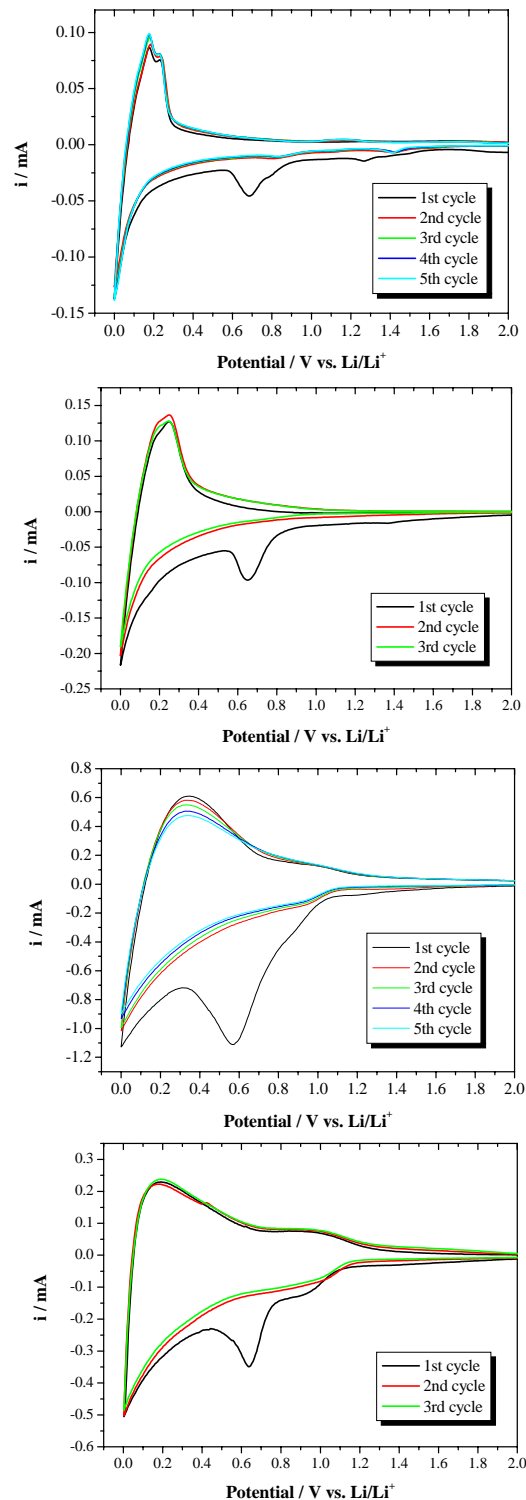 0.10
0.05
0.00
-0.05
-0.10
-0.15
i / mA
1st cycle
2nd cycle
3rd cycle
4th cycle
5th cycle
0.0 0.2 0.4 0.6 0.8 1.0 1.2 1.4 1.6 1.8 2.0
Potential / V vs. Li/Li⁺
0.15
0.10
0.05
0.00
-0.05
-0.10
-0.15
-0.20
-0.25
i / mA
1st cycle
2nd cycle
3rd cycle
0.0 0.2 0.4 0.6 0.8 1.0 1.2 1.4 1.6 1.8 2.0
Potential / V vs. Li/Li⁺
0.8
0.6
0.4
0.2
0.0
-0.2
-0.4
-0.6
-0.8
-1.0
-1.2
i / mA
1st cycle
2nd cycle
3rd cycle
4th cycle
5th cycle
0.0 0.2 0.4 0.6 0.8 1.0 1.2 1.4 1.6 1.8 2.0
Potential / V vs. Li/Li⁺
0.3
0.2
0.1
0.0
-0.1
-0.2
-0.3
-0.4
-0.5
-0.6
i / mA
1st cycle
2nd cycle
3rd cycle
0.0 0.2 0.4 0.6 0.8 1.0 1.2 1.4 1.6 1.8 2.0
Potential / V vs. Li/Li⁺